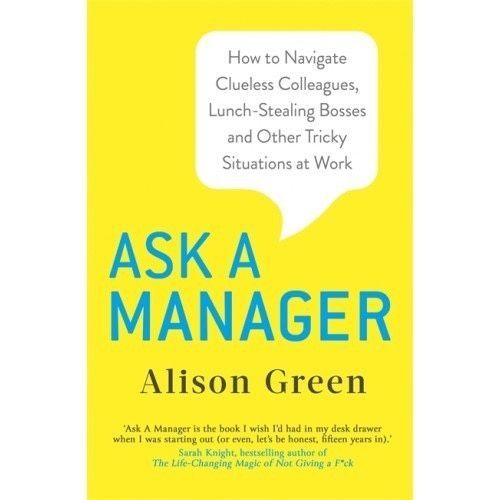 How to Navigate
Clueless Colleagues,
Lunch-Stealing Bosses
and Other Tricky
Situations at Work
ASK A
MANAGER
Alison Green
‘Ask A Manager is the book I wish I’d had in my desk drawer
when I was starting out (or even, let’s be honest, fifteen years in).’
Sarah Knight, bestselling author of
The Life-Changing Magic of Not Giving a F*ck